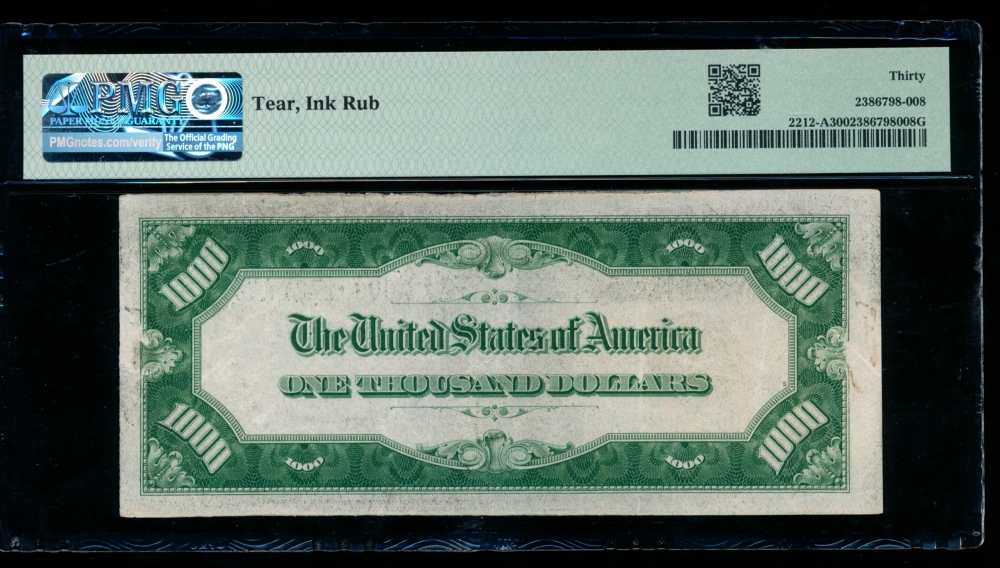 PMG
PAPER MONEY GUARANTY
PMGnotes.com/verify
The Official Grading
Service of the PNG
Tear, Ink Rub
Thirty
2386798-008
2212-A3002386798008G
1000
1000
1000
1000
The United States of America
ONE THOUSAND DOLLARS
1000
1000
1000
1000